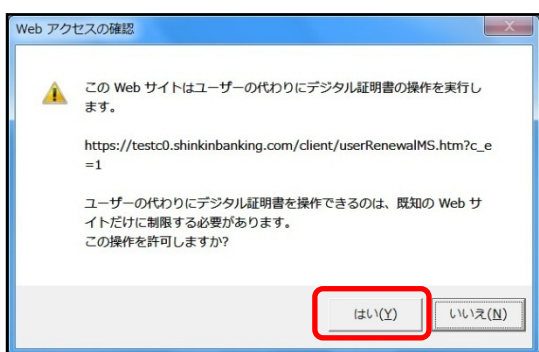 Web アクセスの確認
この Web サイトはユーザーの代わりにデジタル証明書の操作を実行し
ます。
https://testc0.shinkinbanking.com/client/userRenewalMS.htm?c_e
=1
ユーザーの代わりにデジタル証明書を操作できるのは、既知の Web サ
イトだけに制限する必要があります。
この操作を許可しますか?
はい(Y)
いいえ(N)